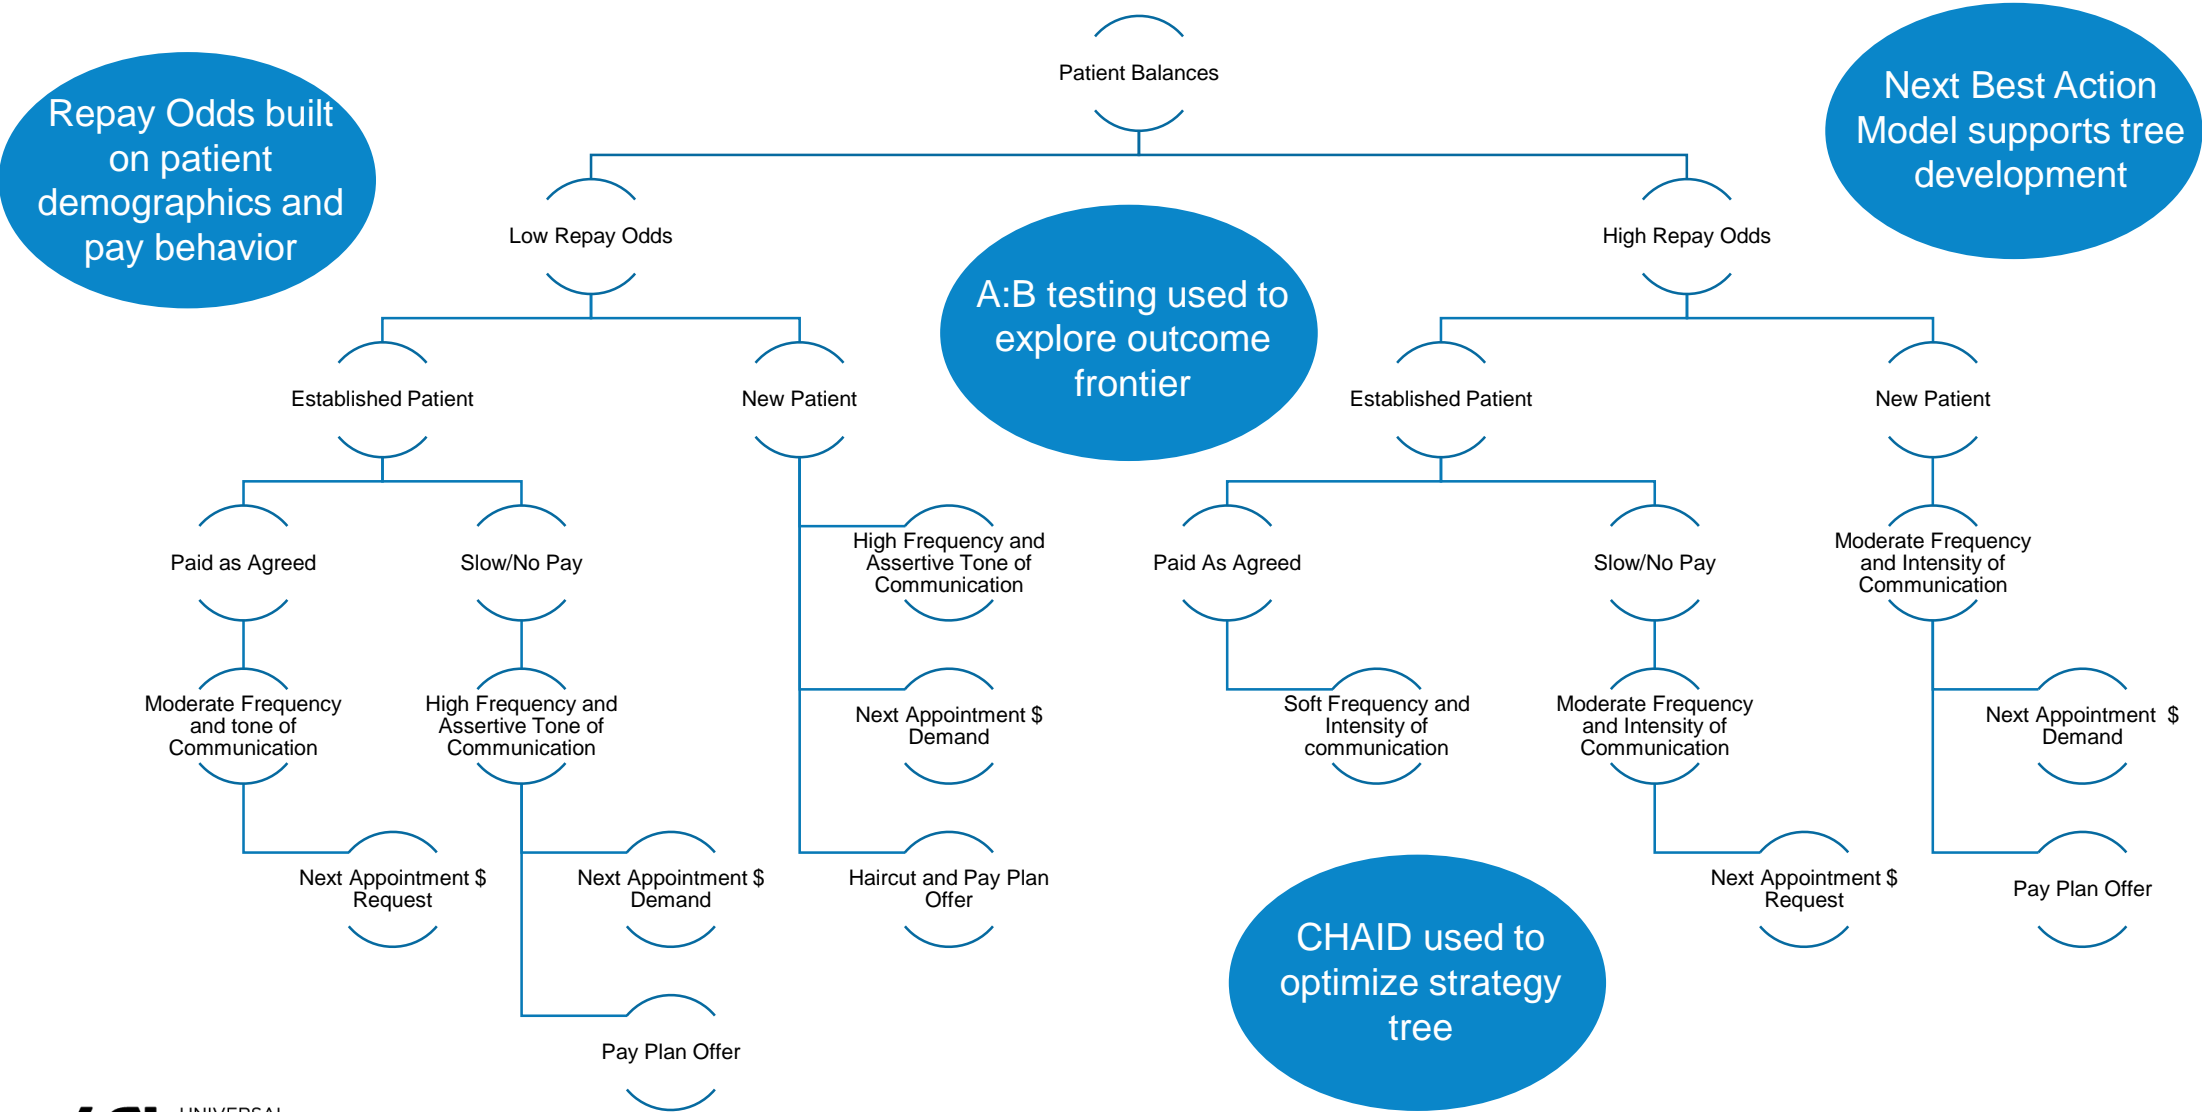 Patient Balances
Repay Odds built
on patient
demographics and
pay behavior
Next Best Action
Model supports tree
development
Low Repay Odds
High Repay Odds
A:B testing used to
explore outcome
frontier
Established Patient
New Patient
Established Patient
New Patient
Paid as Agreed
Slow/No Pay
High Frequency and
Assertive Tone of
Communication
Paid As Agreed
Slow/No Pay
Moderate Frequency
and Intensity of
Communication
Moderate Frequency
and tone of
Communication
High Frequency and
Assertive Tone of
Communication
Next Appointment $
Demand
Soft Frequency and
Intensity of
communication
Moderate Frequency
and Intensity of
Communication
Next Appointment $
Demand
Next Appointment $
Request
Next Appointment $
Demand
Haircut and Pay Plan
Offer
Next Appointment $
Request
Pay Plan Offer
CHAID used to
optimize strategy
tree
Pay Plan Offer
UNIVERSAL